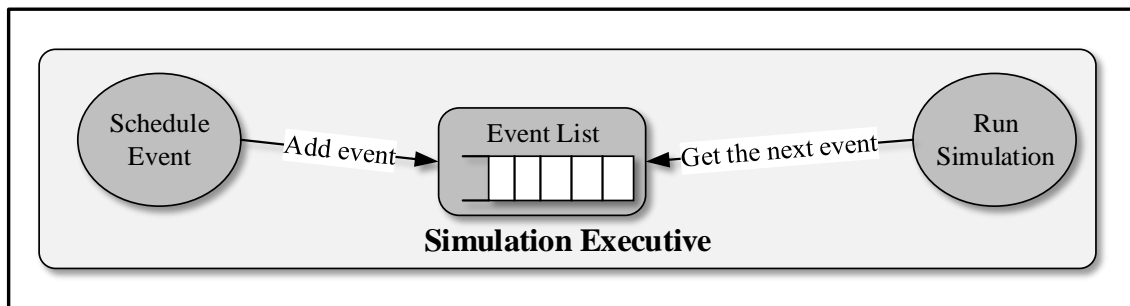 Schedule
Event
Add event
Event List
Get the next event
Run
Simulation
Simulation Executive